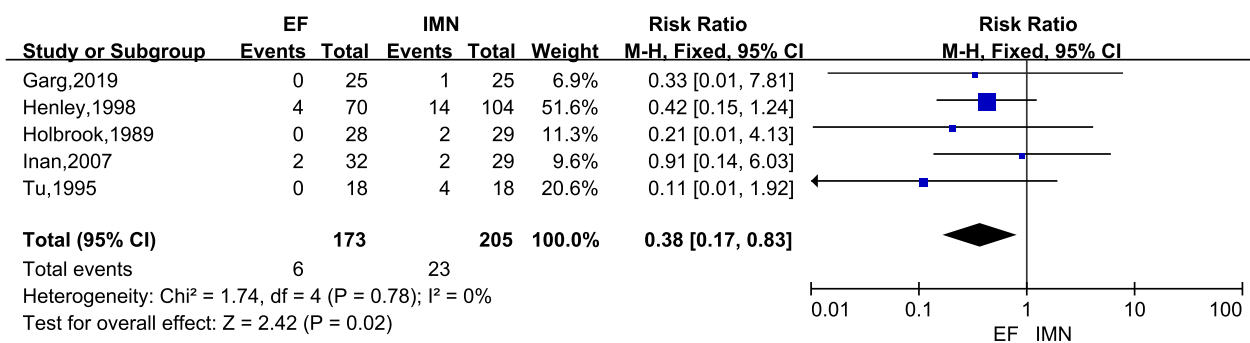 EF IMN Risk Ratio Risk Ratio
Study or Subgroup Events Total Events Total Weight M-H, Fixed, 95% CI M-H, Fixed, 95% CI
Garg,2019 0 25 1 25 6.9% 0.33 [0.01, 7.81]
Henley,1998 4 70 14 104 51.6% 0.42 [0.15, 1.24]
Holbrook,1989 0 28 2 29 11.3% 0.21 [0.01, 4.13]
Inan,2007 2 32 2 29 9.6% 0.91 [0.14, 6.03]
Tu,1995 0 18 4 18 20.6% 0.11 [0.01, 1.92]
Total (95% CI) 173 205 100.0% 0.38 [0.17, 0.83]
Total events 6 23
Heterogeneity: Chi² = 1.74, df = 4 (P = 0.78); I² = 0%
Test for overall effect: Z = 2.42 (P = 0.02)
0.01 0.1 1 10 100
EF IMN